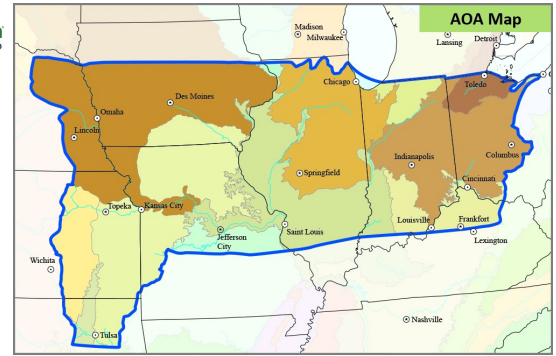 AOA Map
Madison
Milwaukee
Lansing
Detroit
Chicago
Toledo
Des Moines
Omaha
Lincoln
Columbus
Indianapolis
Springfield
Cincinnati
Topeka
Kansas City
Louisville
Frankfort
Jefferson
City
Saint Louis
Lexington
Wichita
Nashville
Tulsa